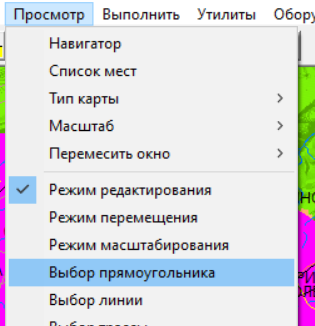 Просмотр Выполнить Утилиты
Навигатор
Список мест
Тип карты
Масштаб
Перемесить окно
Режим редактирования
Режим перемещения
Режим масштабирования
Выбор прямоугольника
Выбор линии